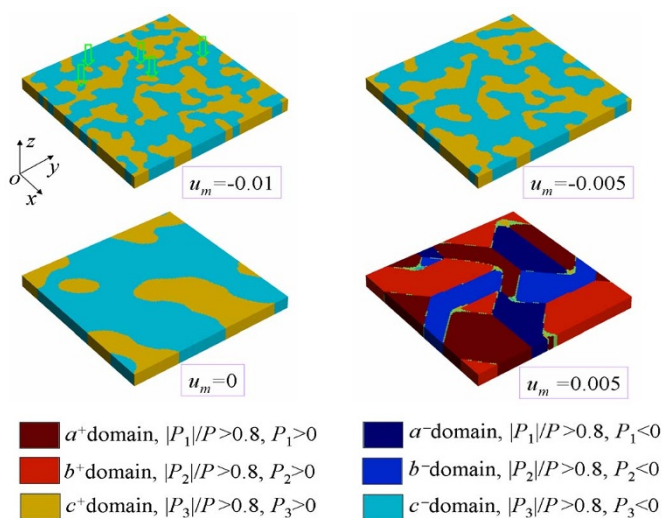 z
y
o
x
u_m=-0.01
u_m=-0.005
u_m=0
u_m=0.005
a⁺domain, |P₁|/P>0.8, P₁>0
a⁻domain, |P₁|/P>0.8, P₁<0
b⁺domain, |P₂|/P>0.8, P₂>0
b⁻domain, |P₂|/P>0.8, P₂<0
c⁺domain, |P₃|/P>0.8, P₃>0
c⁻domain, |P₃|/P>0.8, P₃<0